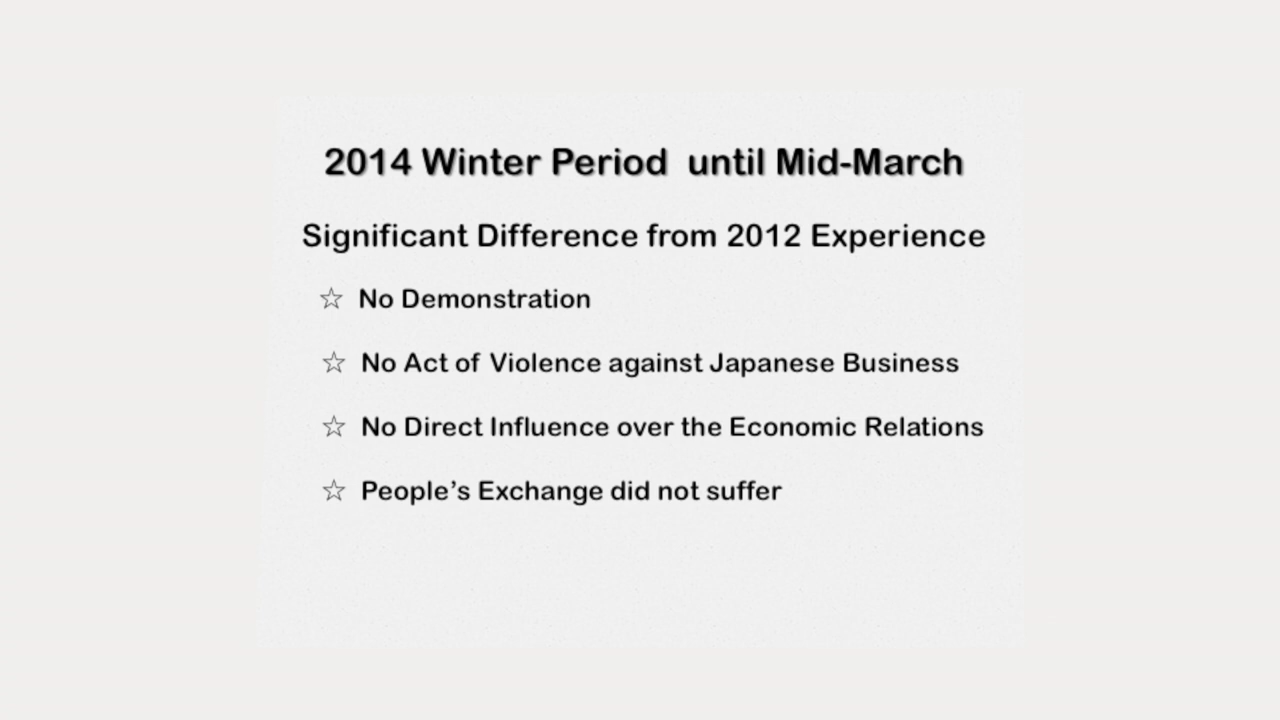 2014 Winter Period until Mid-March
Significant Difference from 2012 Experience
☆ No Demonstration
☆ No Act of Violence against Japanese Business
☆ No Direct Influence over the Economic Relations
☆ People’s Exchange did not suffer